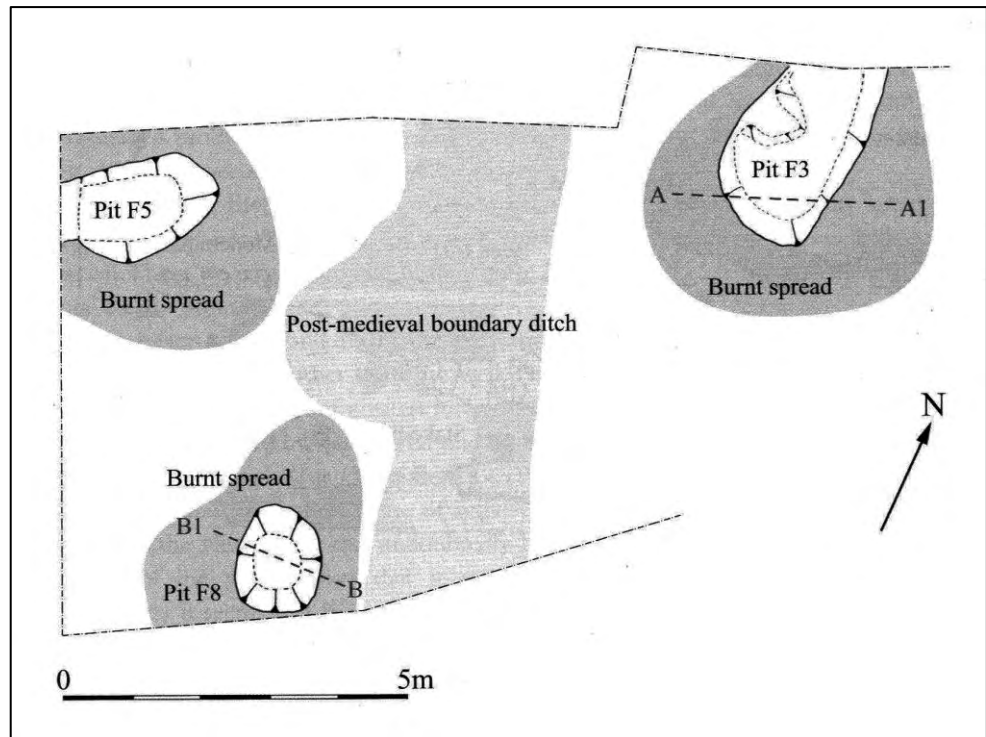 Pit F5
Burnt spread
Post-medieval boundary ditch
Pit F3
A
A1
Burnt spread
N
Burnt spread
B1
B
Pit F8
0
5m